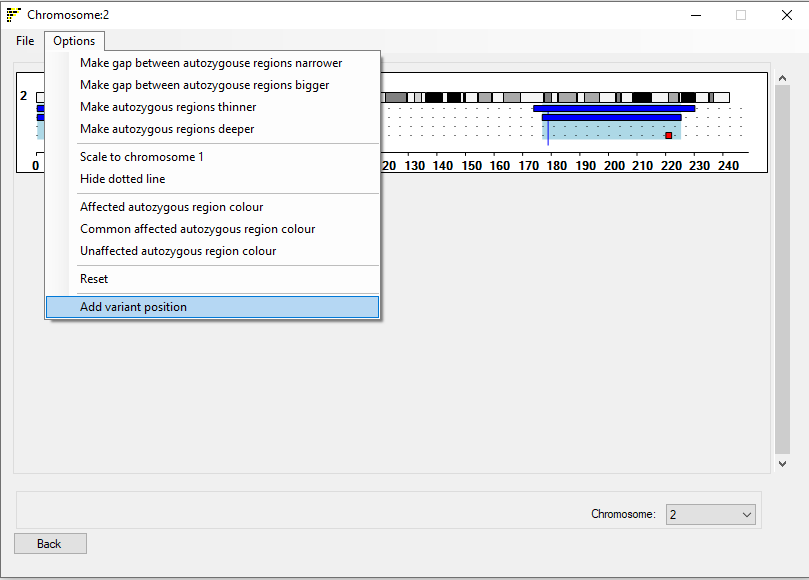 Chromosome:2
File Options
Make gap between autozygouse regions narrower
Make gap between autozygouse regions bigger
Make autozygous regions thinner
Make autozygous regions deeper
Scale to chromosome 1
Hide dotted line
Affected autozygous region colour
Common affected autozygous region colour
Unaffected autozygous region colour
Reset
Add variant position
2
0 20 130 140 150 160 170 180 190 200 210 220 230 240
Chromosome: 2
Back